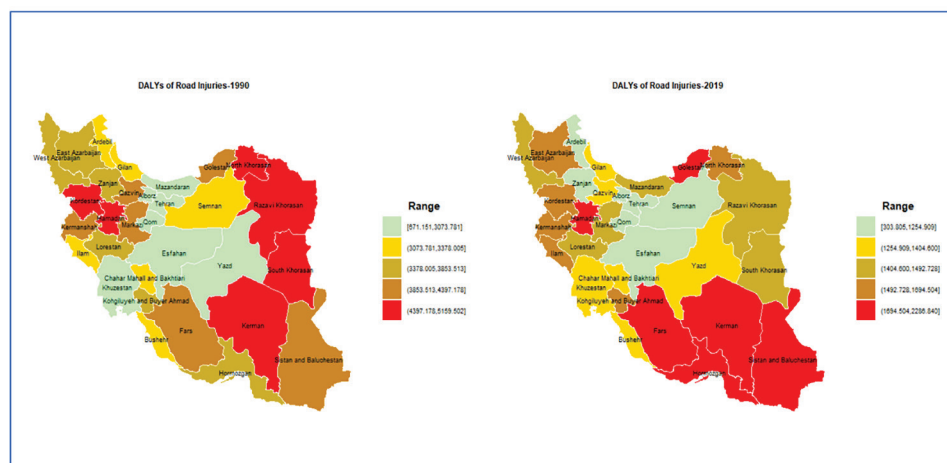 DALYs of Road Injuries-1990
Ardebil
East Azarbaijan
West Azarbaijan
Gilan
Zanjan
Mazandaran
Golestan
North Khorasan
Qazvin
Alborz
Tehran
Semnan
Razavi Khorasan
Kordestan
Hamadan
Markazi
Qom
Kermanshah
Lorestan
Esfahan
Ilam
Yazd
South Khorasan
Chahar Mahall and Bakhtiari
Khuzestan
Kohgiluyeh and Buyer Ahmad
Fars
Kerman
Bushehr
Sistan and Baluchestan
Hormozgan
Range
[571.151,3073.781]
(3073.781,3378.005]
(3378.005,3853.513]
(3853.513,4397.178]
(4397.178,5159.502]
DALYs of Road Injuries-2019
Ardebil
East Azarbaijan
West Azarbaijan
Gilan
Zanjan
Mazandaran
Golestan
North Khorasan
Qazvin
Alborz
Tehran
Semnan
Razavi Khorasan
Kordestan
Hamadan
Markazi
Qom
Kermanshah
Lorestan
Esfahan
Ilam
Yazd
South Khorasan
Chahar Mahall and Bakhtiari
Khuzestan
Kohgiluyeh and Buyer Ahmad
Fars
Kerman
Bushehr
Sistan and Baluchestan
Hormozgan
Range
[303.805,1254.909]
(1254.909,1404.600]
(1404.600,1492.728]
(1492.728,1694.504]
(1694.504,2286.840]